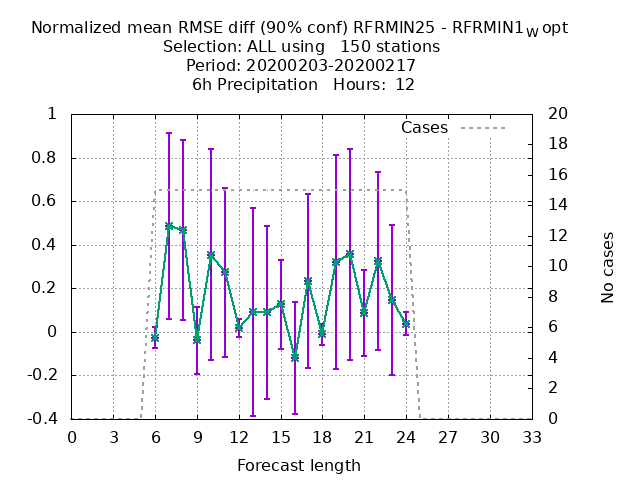 Normalized mean RMSE diff (90% conf) RFRMIN25 - RFRMIN1W opt
Selection: ALL using   150 stations
Period: 20200203-20200217
6h Precipitation   Hours:  12
Cases
1
0.8
0.6
0.4
0.2
0
-0.2
-0.4
20
18
16
14
12
10
8
6
4
2
0
No cases
0 3 6 9 12 15 18 21 24 27 30 33
Forecast length